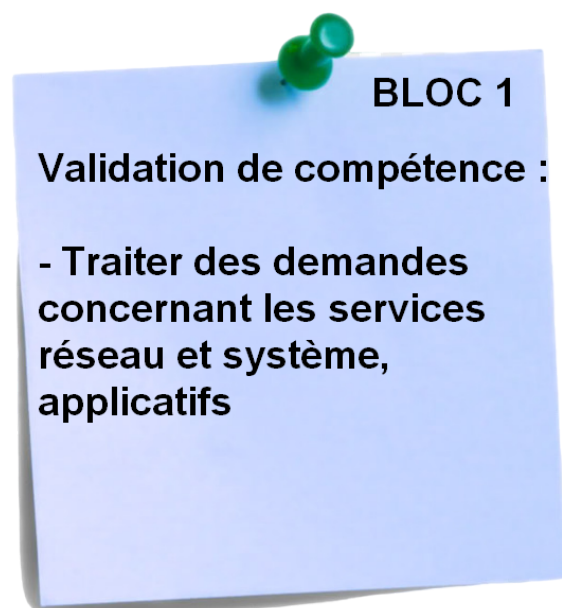 BLOC 1
Validation de compétence :
- Traiter des demandes
concernant les services
réseau et système,
applicatifs